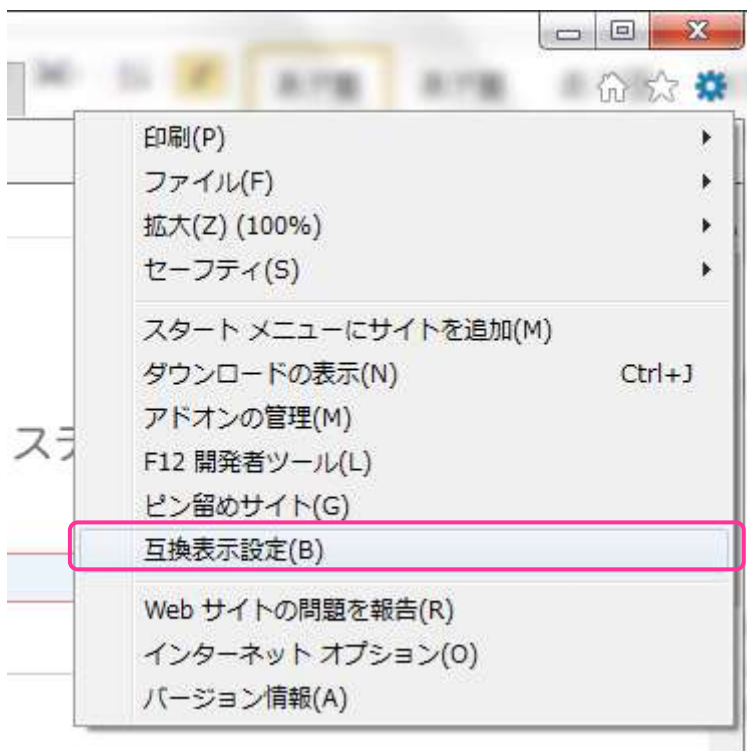 印刷(P)
ファイル(F)
拡大(Z) (100%)
セーフティ(S)
スタート メニューにサイトを追加(M)
ダウンロードの表示(N) Ctrl+J
アドオンの管理(M)
ステ
F12 開発者ツール(L)
ピン留めサイト(G)
互換表示設定(B)
Web サイトの問題を報告(R)
インターネット オプション(O)
バージョン情報(A)